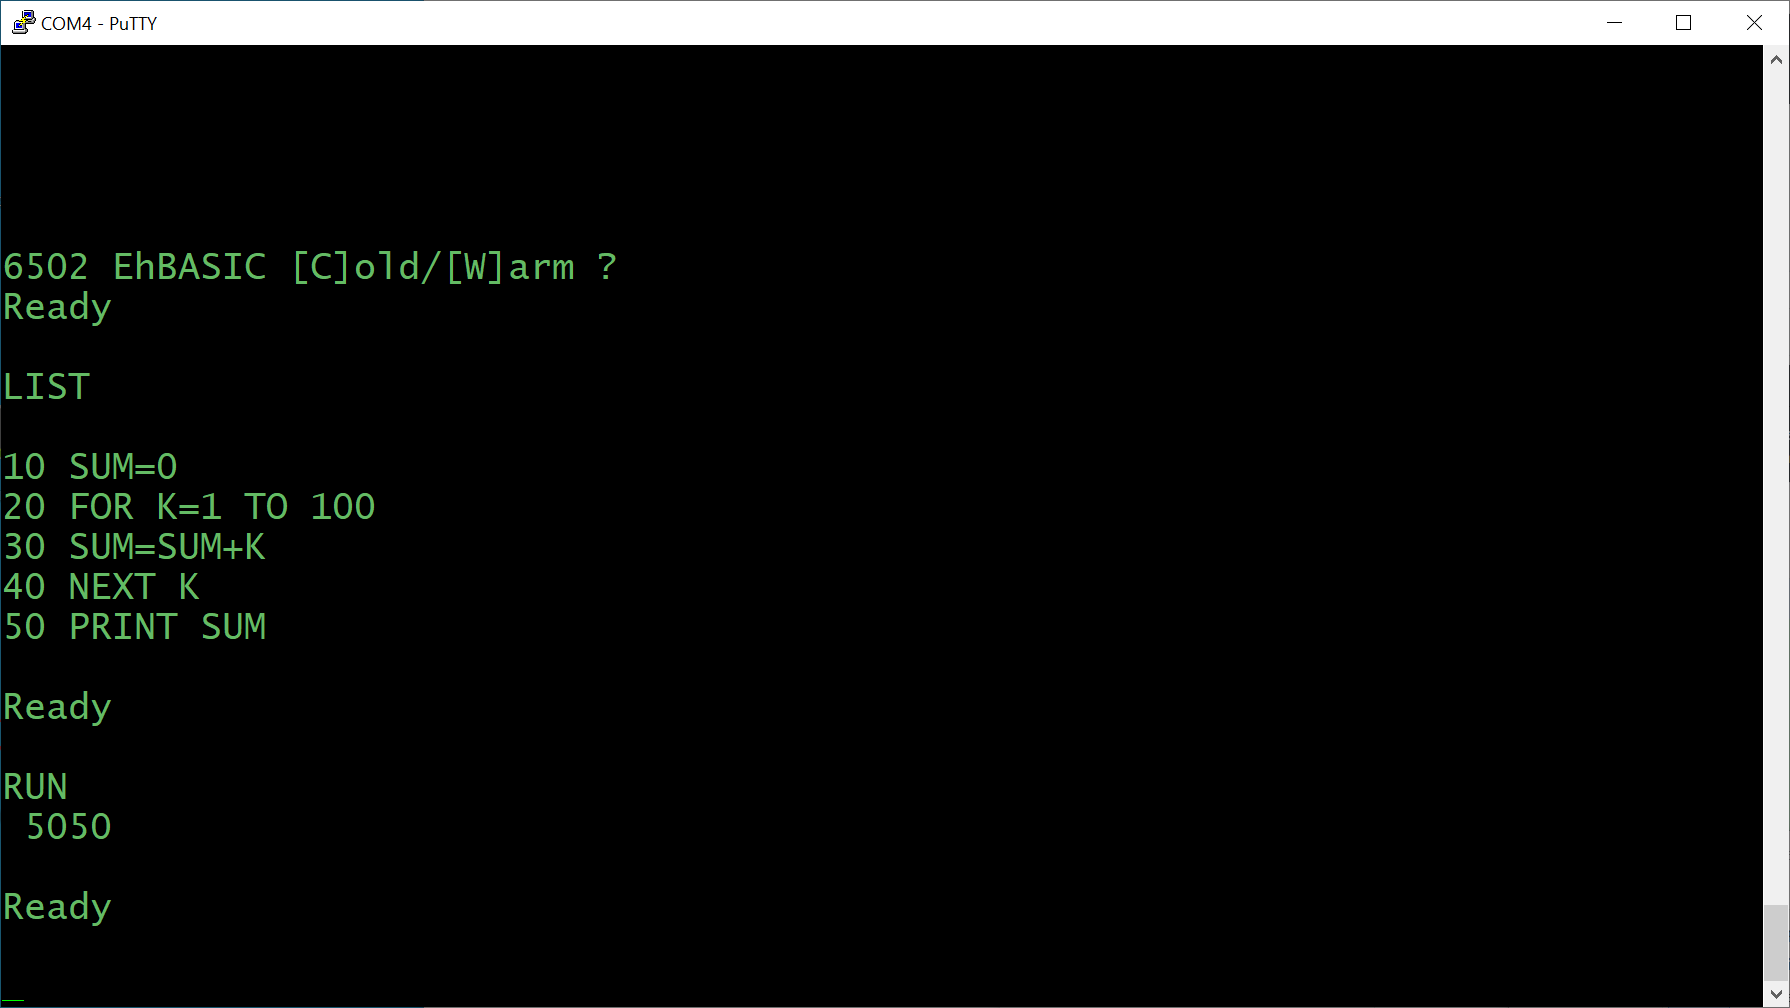 COM4 - PuTTY
6502 EhBASIC [C]old/[W]arm ?
Ready
LIST
10 SUM=0
20 FOR K=1 TO 100
30 SUM=SUM+K
40 NEXT K
50 PRINT SUM
Ready
RUN
5050
Ready